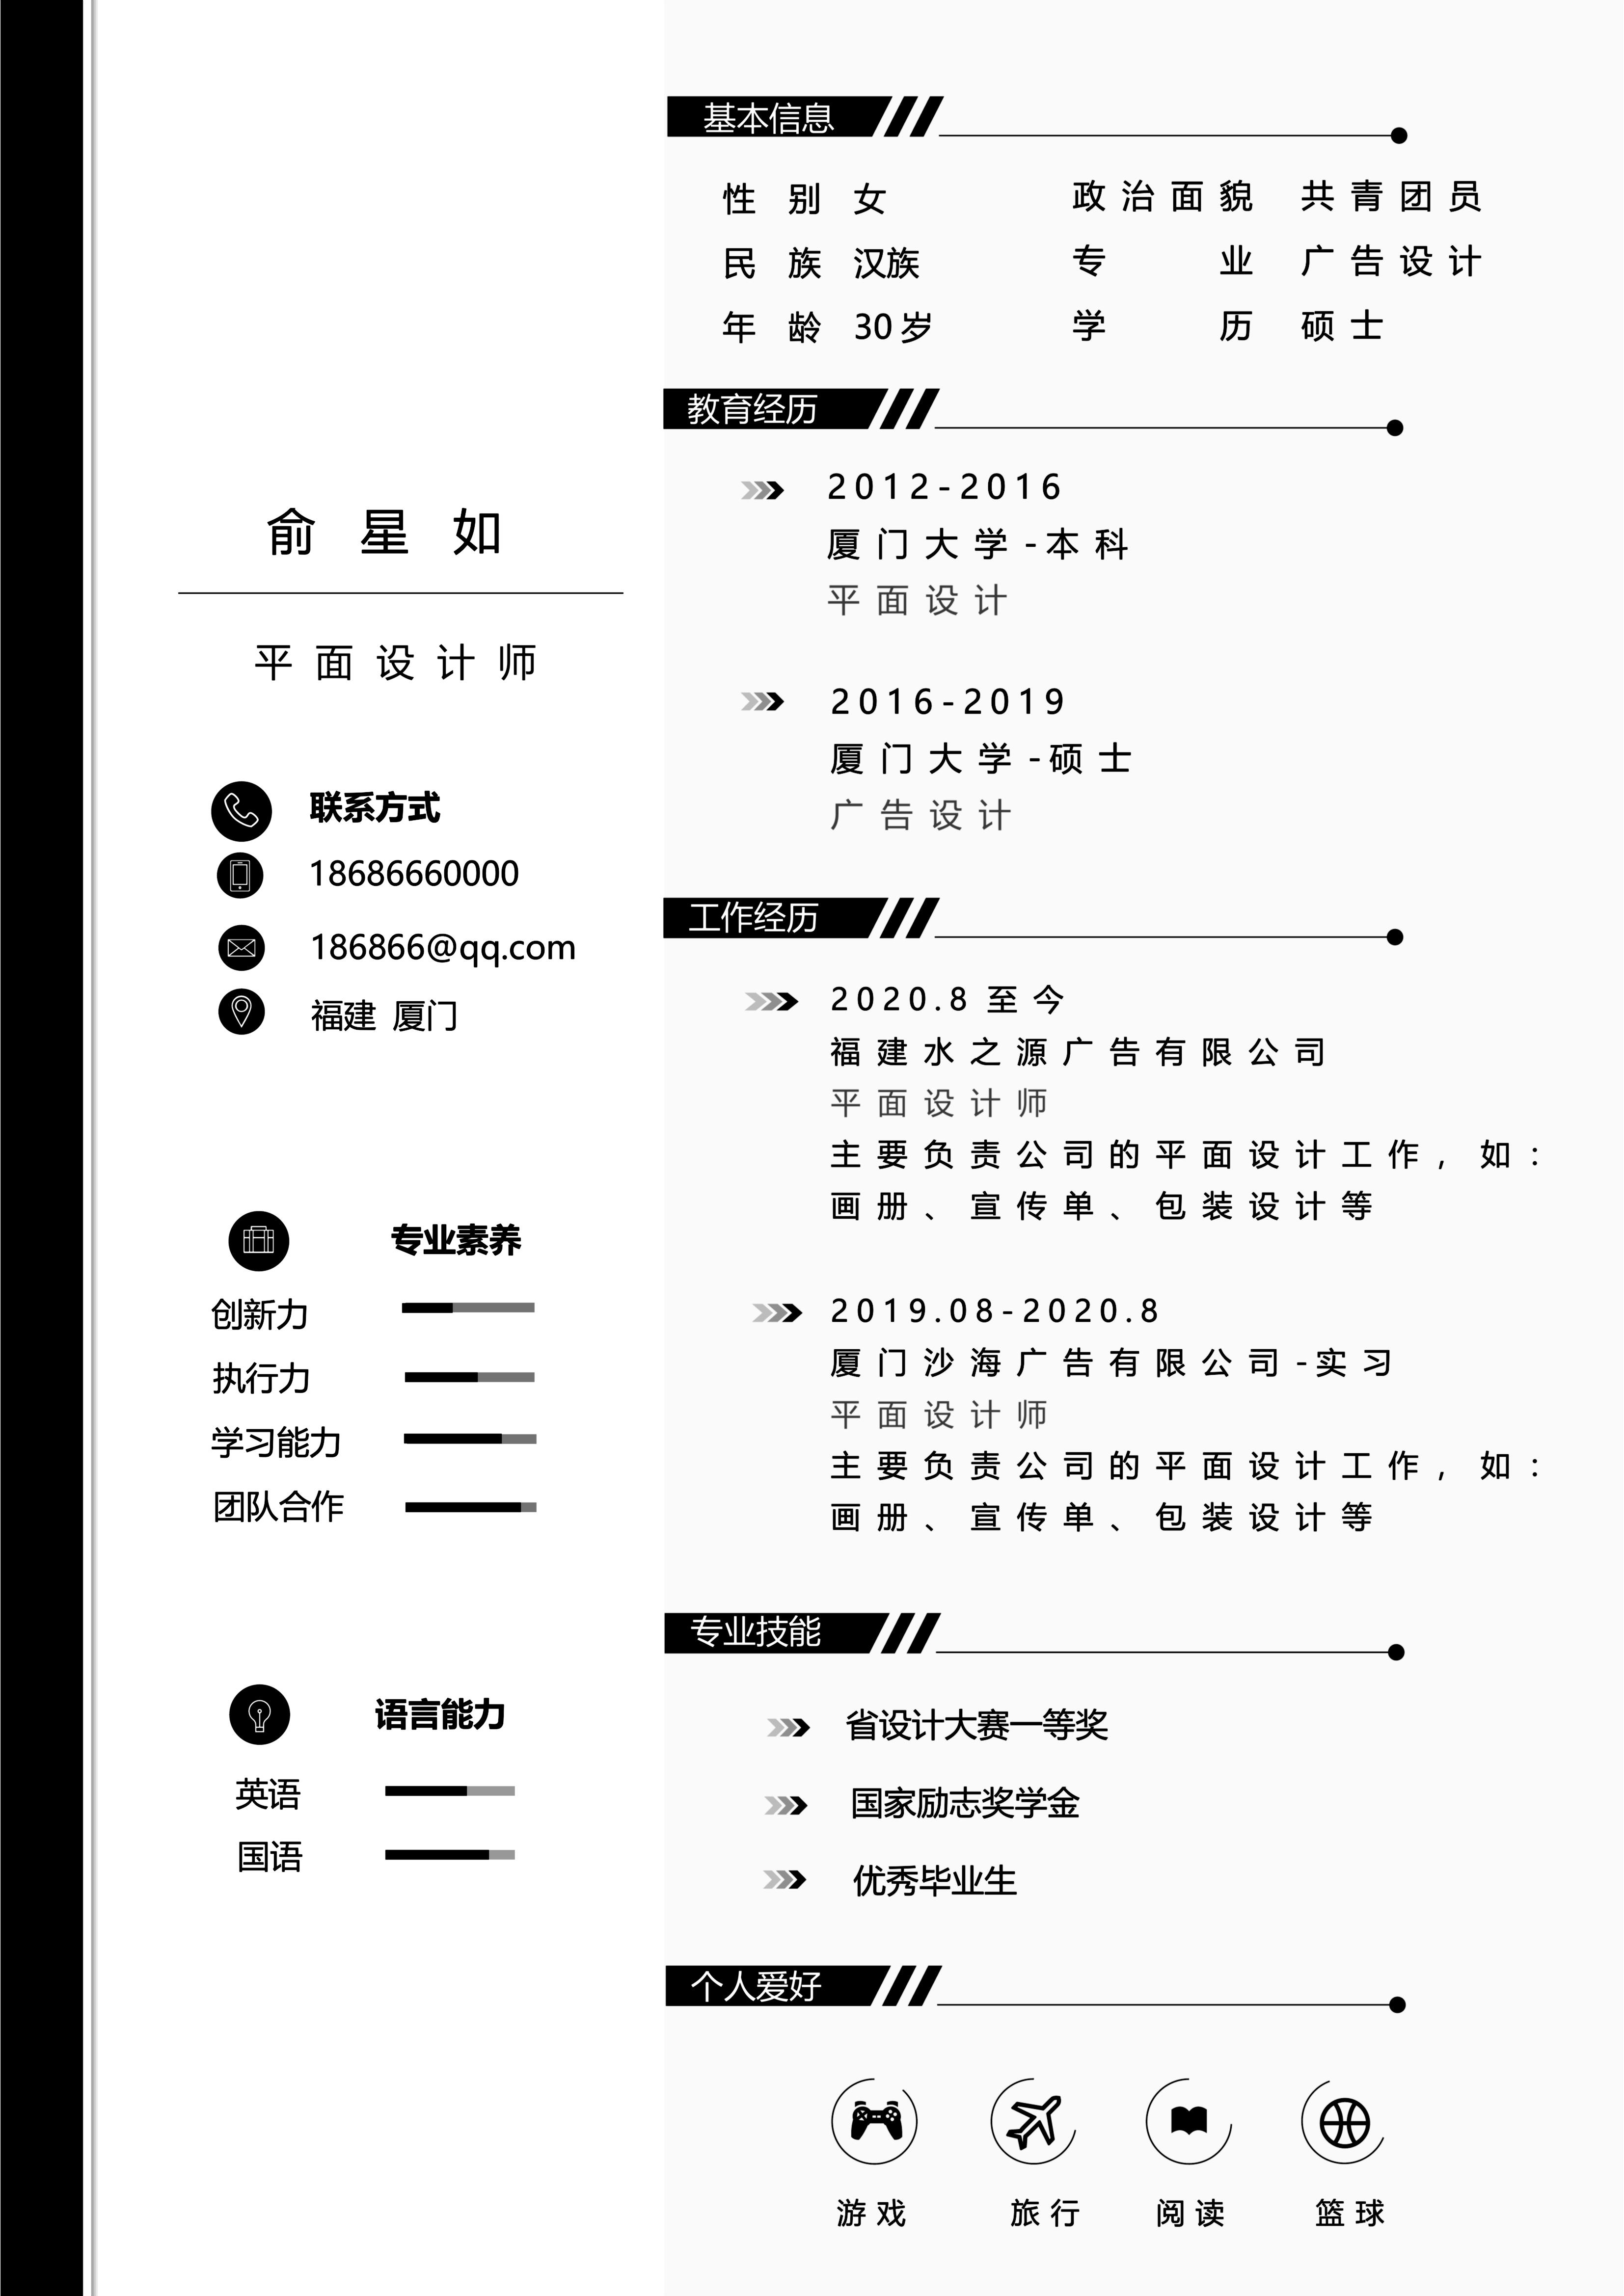 俞星如
平面设计师
联系方式
18686660000
186866@qq.com
福建 厦门
专业素养
创新力
执行力
学习能力
团队合作
语言能力
英语
国语
基本信息
性别 女 政治面貌 共青团员
民族 汉族 专业 广告设计
年龄 30岁 学历 硕士
教育经历
2012-2016
厦门大学-本科
平面设计
2016-2019
厦门大学-硕士
广告设计
工作经历
2020.8 至今
福建水之源广告有限公司
平面设计师
主要负责公司的平面设计工作，如：
画册、宣传单、包装设计等
2019.08-2020.8
厦门沙海广告有限公司-实习
平面设计师
主要负责公司的平面设计工作，如：
画册、宣传单、包装设计等
专业技能
省设计大赛一等奖
国家励志奖学金
优秀毕业生
个人爱好
游戏 旅行 阅读 篮球